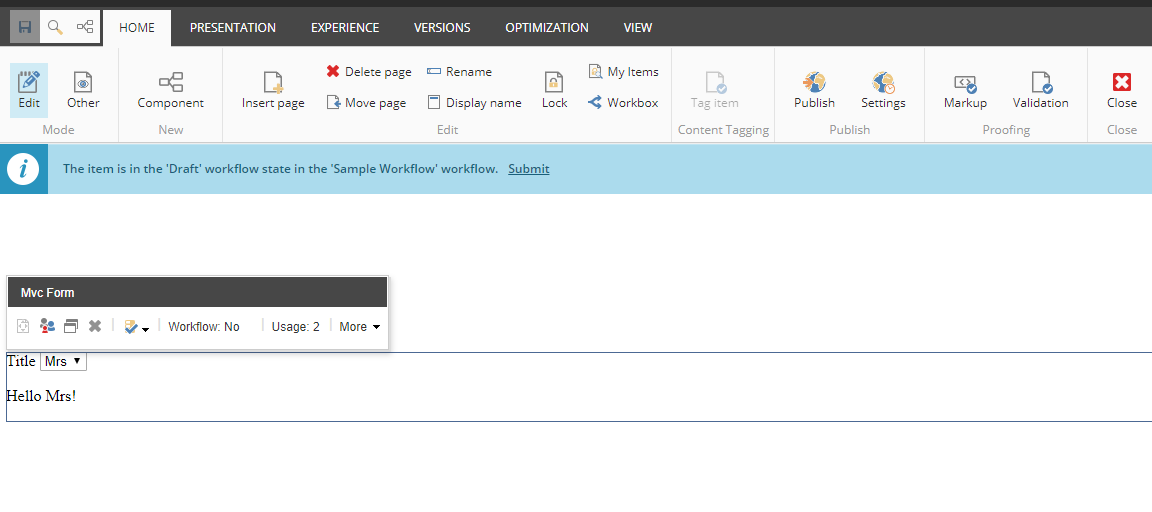 HOME PRESENTATION EXPERIENCE VERSIONS OPTIMIZATION VIEW
Delete page Rename My Items
Edit Other Component Insert page Move page Display name Lock Workbox Tag item Publish Settings Markup Validation Close
Mode New Edit Content Tagging Publish Proofing Close
The item is in the 'Draft' workflow state in the 'Sample Workflow' workflow. Submit
Mvc Form
Workflow: No Usage: 2 More
Title Mrs
Hello Mrs!